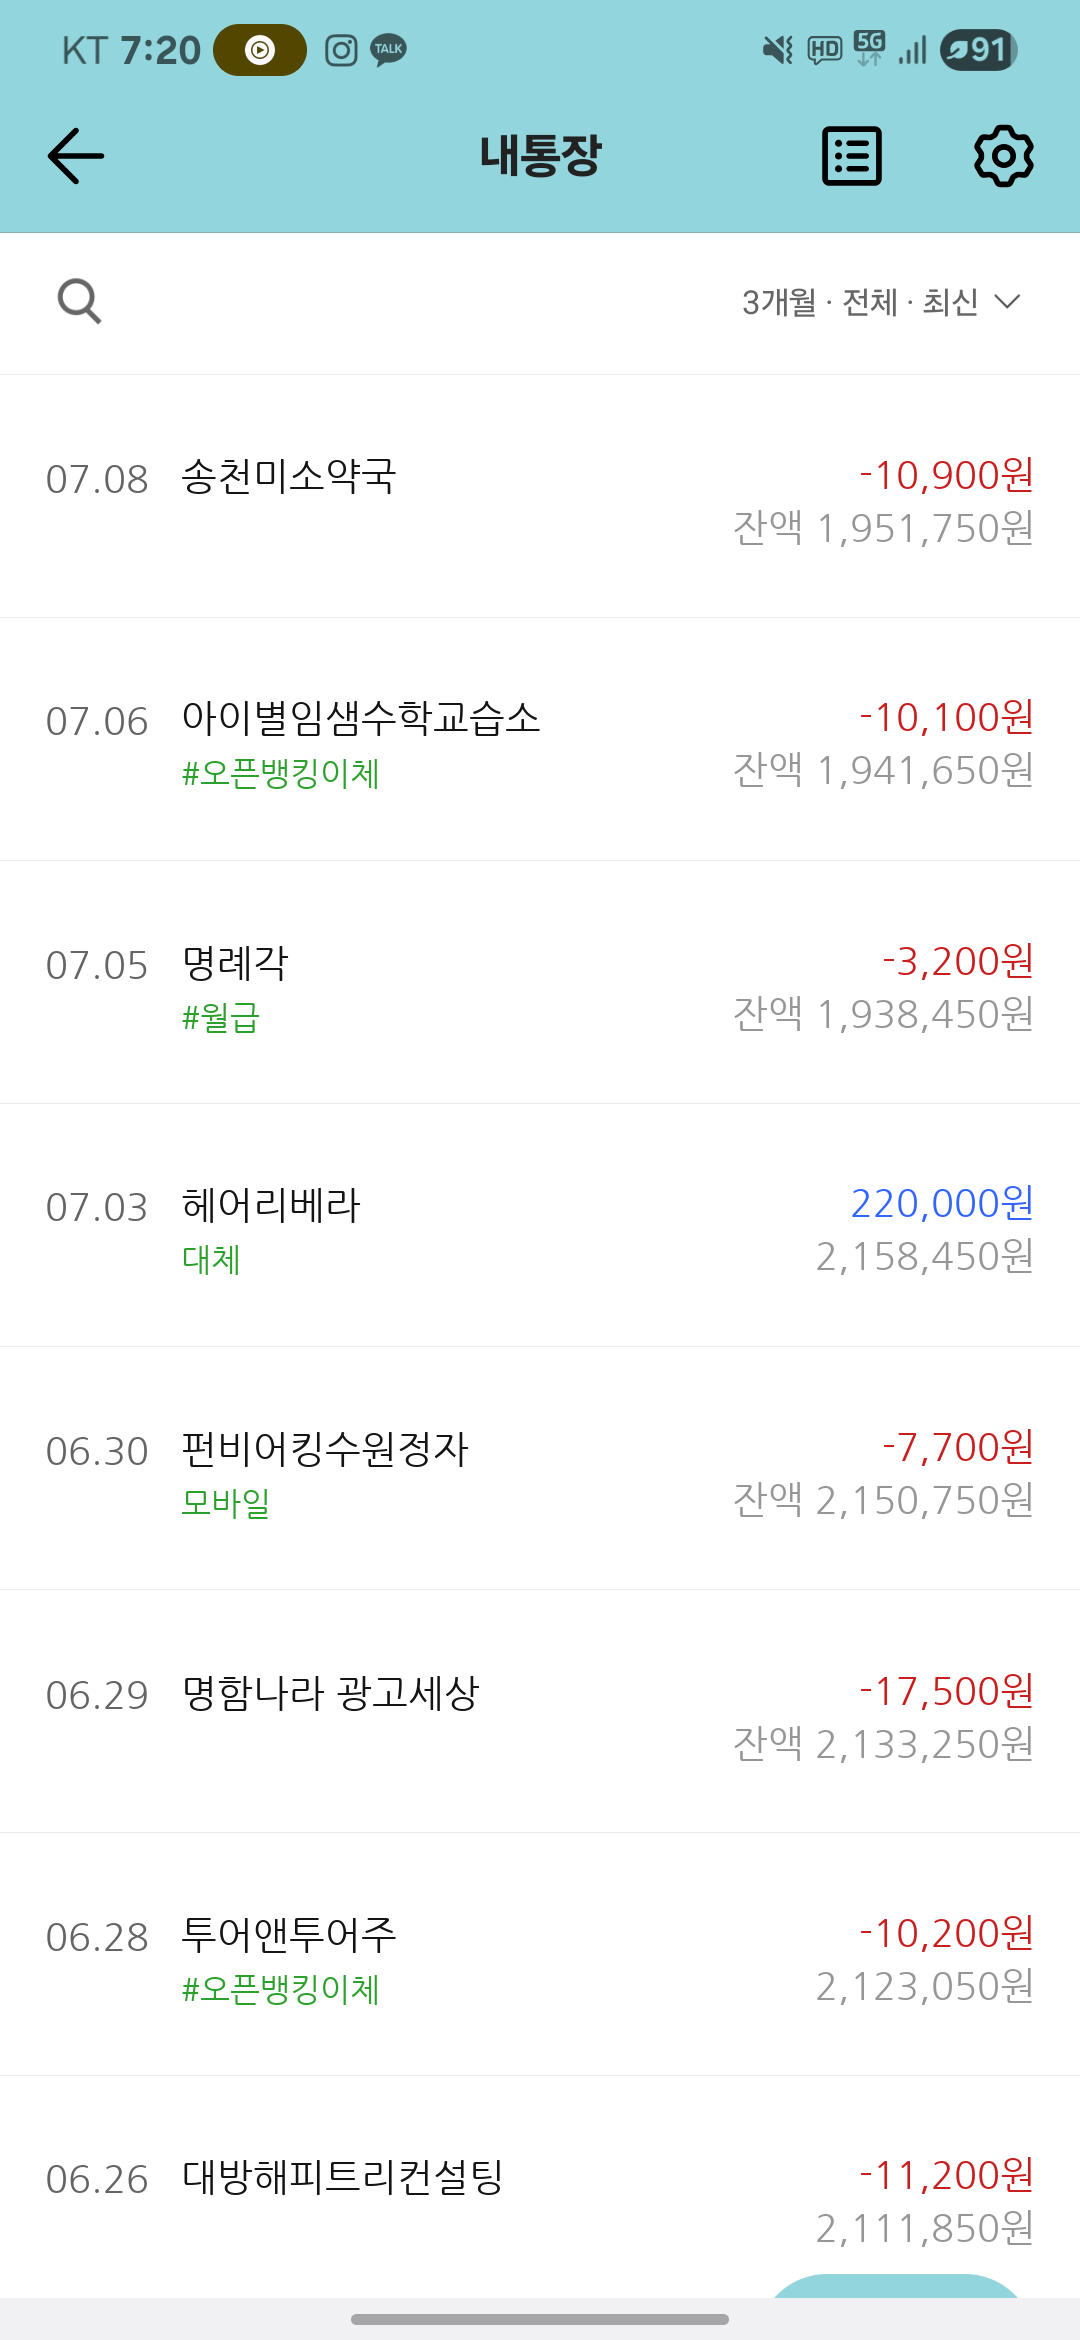 KT 7:20 TALK HD 5G 91
내통장
3개월 · 전체 · 최신
07.08 송천미소약국 -10,900원
잔액 1,951,750원
07.06 아이별임샘수학교습소 -10,100원
#오픈뱅킹이체 잔액 1,941,650원
07.05 명례각 -3,200원
#월급 잔액 1,938,450원
07.03 헤어리베라 220,000원
대체 2,158,450원
06.30 펀비어킹수원정자 -7,700원
모바일 잔액 2,150,750원
06.29 명함나라 광고세상 -17,500원
잔액 2,133,250원
06.28 투어앤투어주 -10,200원
#오픈뱅킹이체 2,123,050원
06.26 대방해피트리컨설팅 -11,200원
2,111,850원